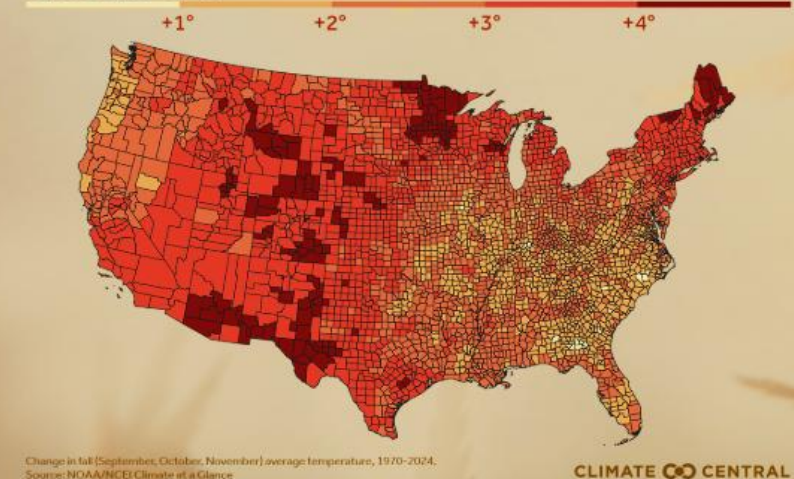 +1° +2° +3° +4°
Change in fall (September, October, November) average temperature, 1970-2024.
Source: NOAA/NCEI Climate at a Glance
CLIMATE CENTRAL